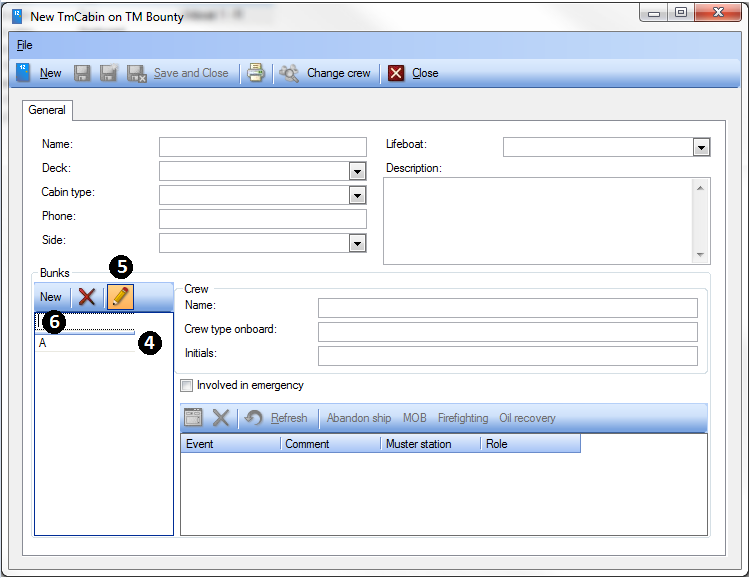 New TmCabin on TM Bounty
File
12 New Save and Close Change crew Close
General
Name: Lifeboat:
Deck: Description:
Cabin type:
Phone:
Side:
Bunks
5
New
6
A 4
Crew
Name:
Crew type onboard:
Initials:
Involved in emergency
Refresh Abandon ship MOB Firefighting Oil recovery
Event Comment Muster station Role